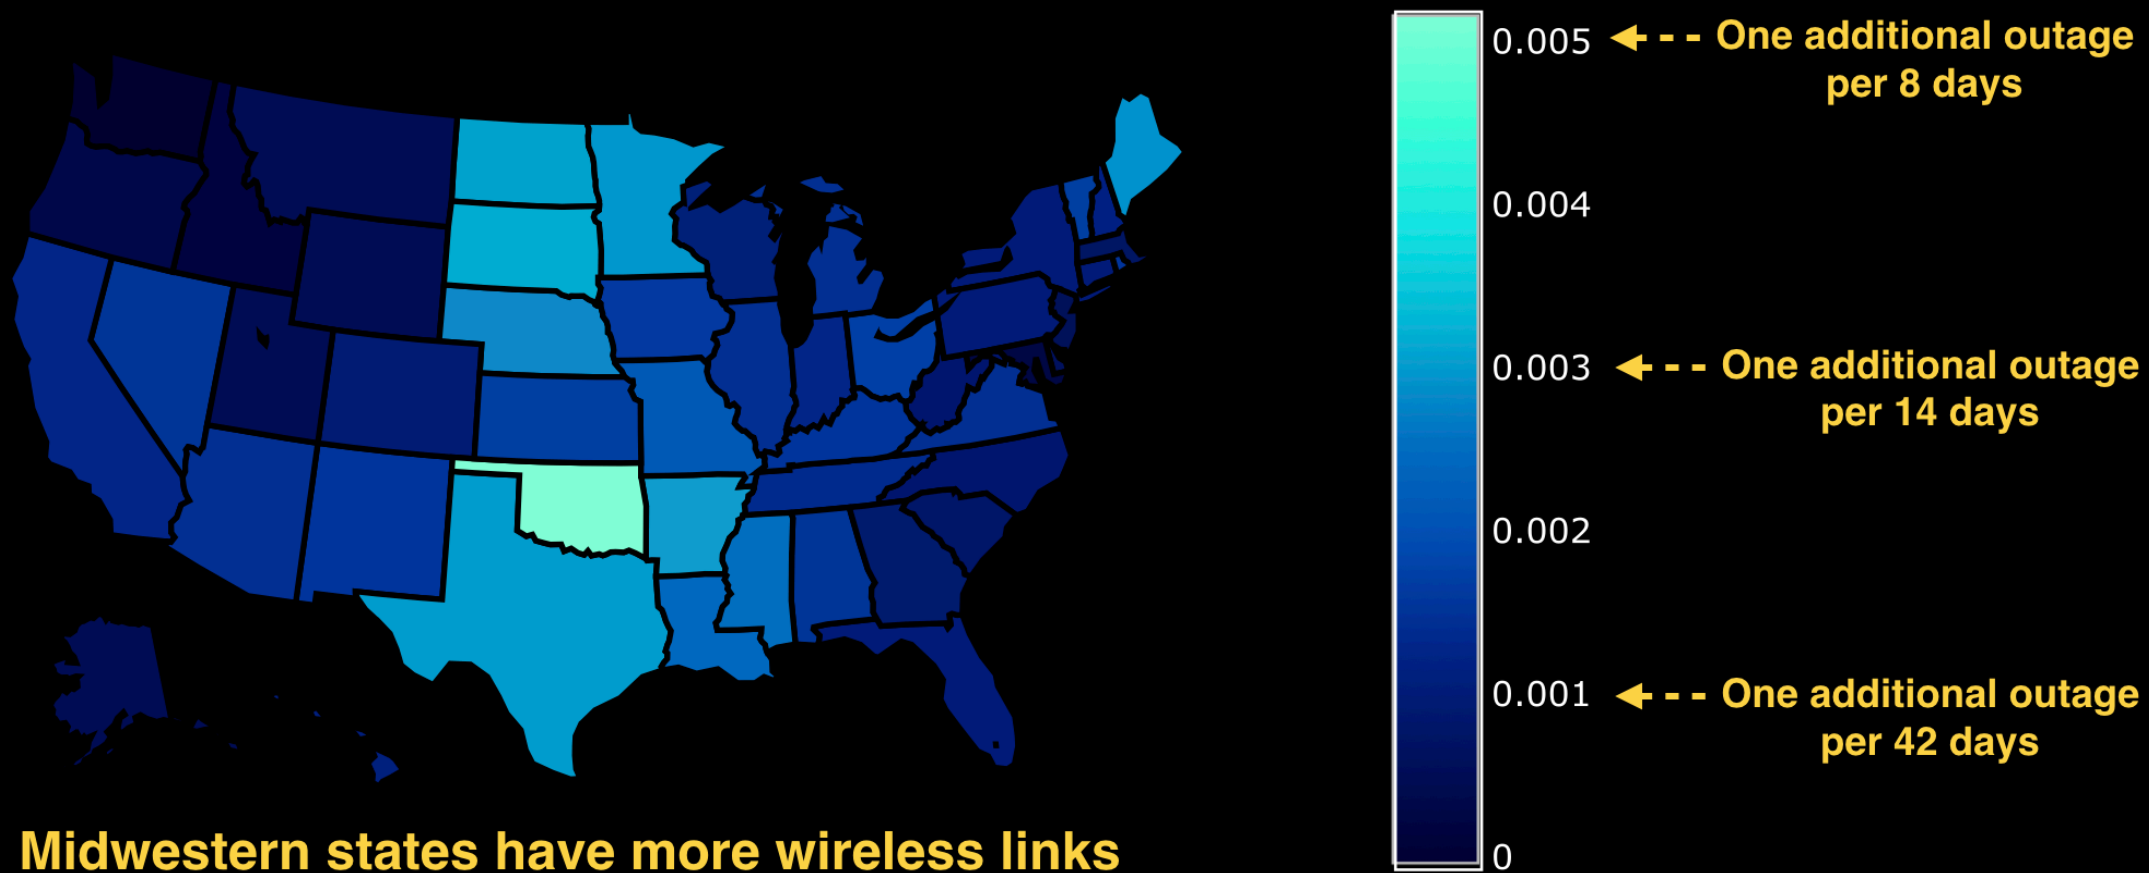 0.005
One additional outage
per 8 days
0.004
0.003
One additional outage
per 14 days
0.002
0.001
One additional outage
per 42 days
0
Midwestern states have more wireless links